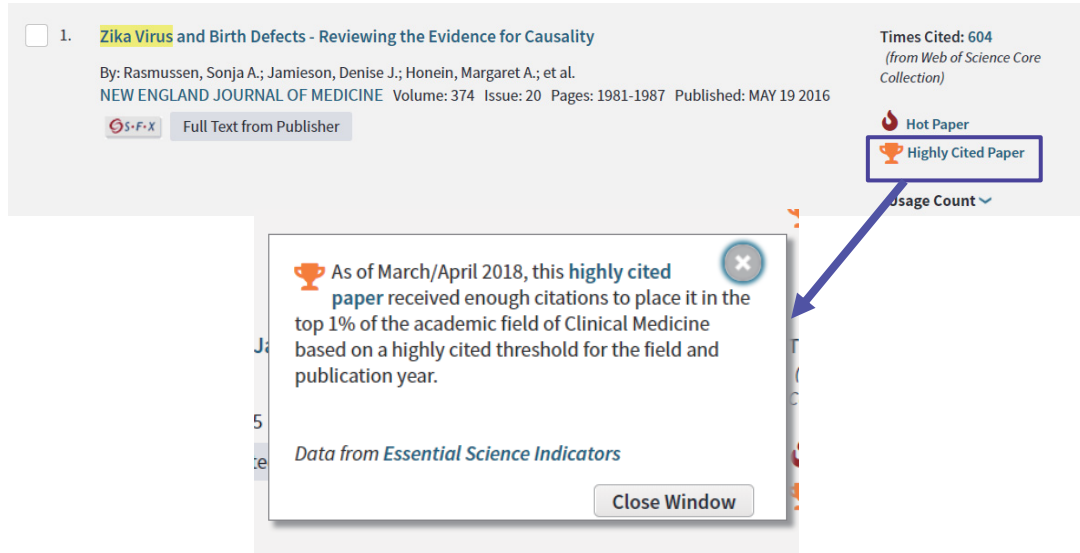 1. Zika Virus and Birth Defects - Reviewing the Evidence for Causality
By: Rasmussen, Sonja A.; Jamieson, Denise J.; Honein, Margaret A.; et al.
NEW ENGLAND JOURNAL OF MEDICINE Volume: 374 Issue: 20 Pages: 1981-1987 Published: MAY 19 2016
S·F·X Full Text from Publisher
Times Cited: 604
(from Web of Science Core
Collection)
Hot Paper
Highly Cited Paper
Usage Count
As of March/April 2018, this highly cited
paper received enough citations to place it in the
top 1% of the academic field of Clinical Medicine
based on a highly cited threshold for the field and
publication year.
Data from Essential Science Indicators
Close Window